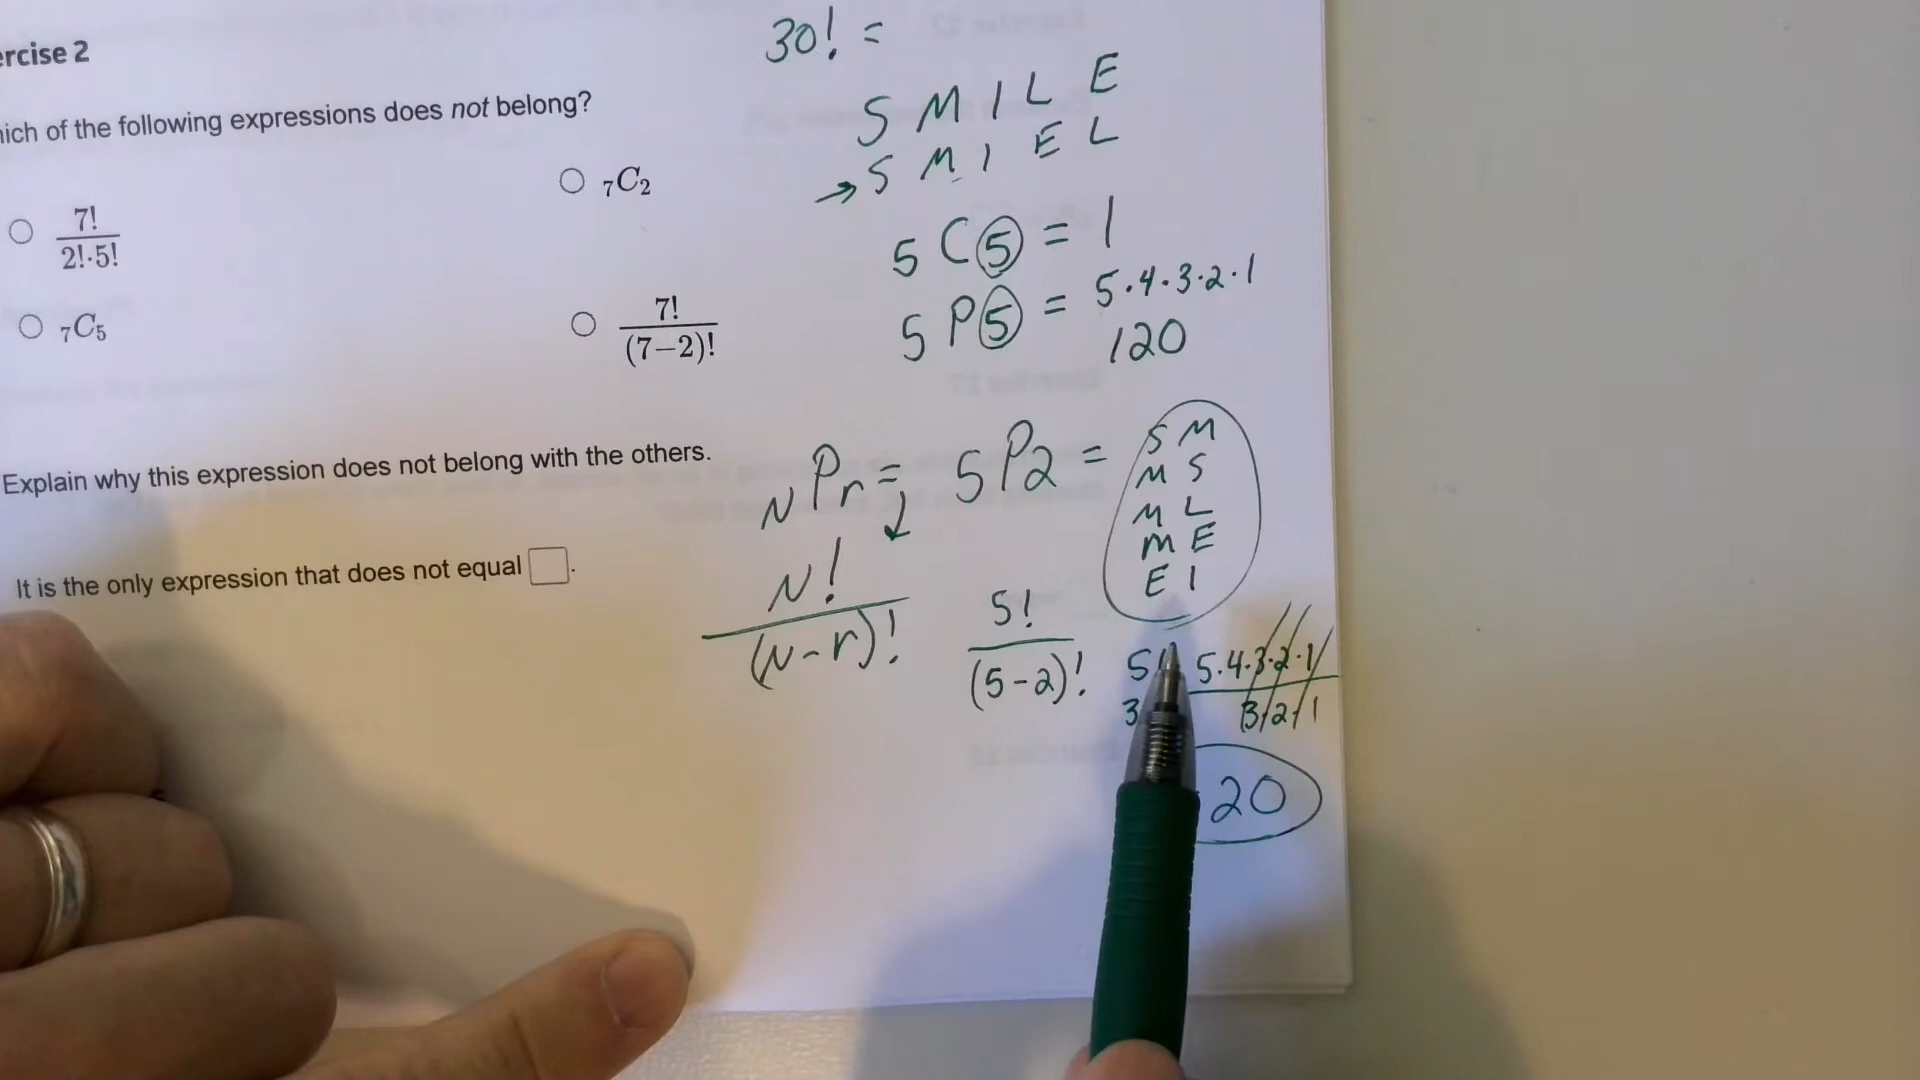 ercise 2
ich of the following expressions does not belong?
7!
2!·5!
₇C₂
₇C₅
7!
(7−2)!
Explain why this expression does not belong with the others.
It is the only expression that does not equal .
30! =
S M I L E
→ S M I E L
5 C 5 = 1
5 P 5 = 5·4·3·2·1
120
N P r =
N!
(N-r)!
5P2 =
S M
M S
M L
M E
E I
5!
(5-2)!
5!
3
5·4·3·2·1
3·2·1
20